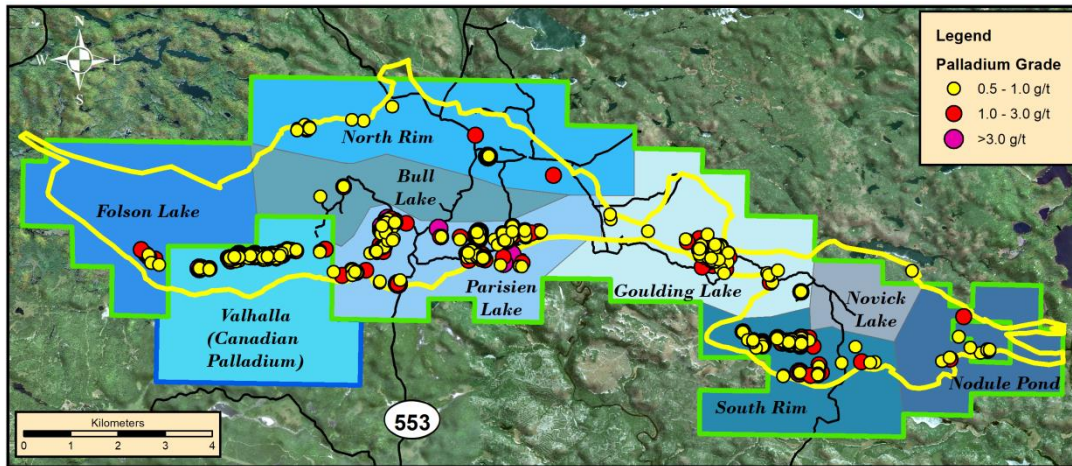 N
W E
S
Legend
Palladium Grade
0.5 - 1.0 g/t
1.0 - 3.0 g/t
>3.0 g/t
North Rim
Bull
Lake
Folson Lake
Parisien
Lake
Goulding Lake
Novick
Lake
Valhalla
(Canadian
Palladium)
Nodule Pond
South Rim
553
Kilometers
0 1 2 3 4